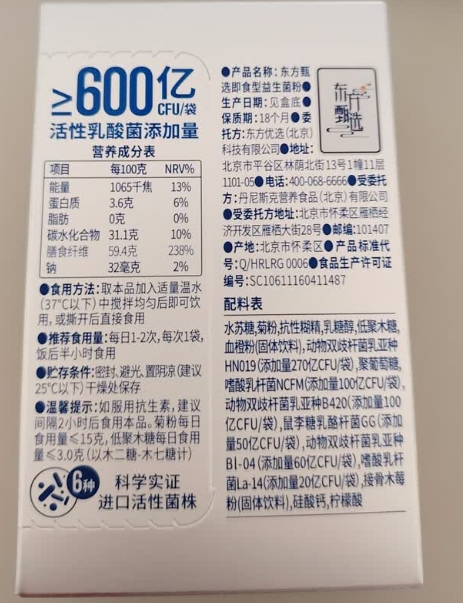 ≥600亿
CFU/袋
活性乳酸菌添加量
营养成分表
项目 每100克 NRV%
能量 1065千焦 13%
蛋白质 3.6克 6%
脂肪 0克 0%
碳水化合物 31.1克 10%
膳食纤维 59.4克 238%
钠 32毫克 2%
●食用方法:取本品加入适量温水
(37℃以下)中搅拌均匀后即可饮
用,或撕开后直接食用
●推荐食用量:每日1-2次,每次1袋,
饭后半小时食用
●贮存条件:密封、避光、置阴凉(建议
25℃以下)干燥处保存
●温馨提示:如服用抗生素,建议
间隔2小时后食用本品。菊粉每日
食用量≤15克,低聚木糖每日食用
量≤3.0克(以木二糖-木七糖计)
6种
科学实证
进口活性菌株
●产品名称:东方甄
选即食型益生菌粉●
生产日期:见盒底●
保质期:18个月●委
托方:东方优选(北京)
科技有限公司●地址:
东方甄选
北京市平谷区林荫北街13号1幢11层
1101-05●电话:400-068-6666●受委托
方:丹尼斯克营养食品(北京)有限公司
●受委托方地址:北京市怀柔区雁栖经
济开发区雁栖大街28号●邮编:101407
●产地:北京市怀柔区●产品标准代
号:Q/HRLRG 0006●食品生产许可证
编号:SC10611160411487
配料表
水苏糖,菊粉,抗性糊精,乳糖醇,低聚木糖,
血橙粉(固体饮料),动物双歧杆菌乳亚种
HN019(添加量270亿CFU/袋),聚葡萄糖,
嗜酸乳杆菌NCFM(添加量100亿CFU/袋),
动物双歧杆菌乳亚种B420(添加量100
亿CFU/袋),鼠李糖乳酪杆菌GG(添加
量50亿CFU/袋),动物双歧杆菌乳亚种
Bl-04(添加量60亿CFU/袋),嗜酸乳杆
菌La-14(添加量20亿CFU/袋),接骨木莓
粉(固体饮料),硅酸钙,柠檬酸